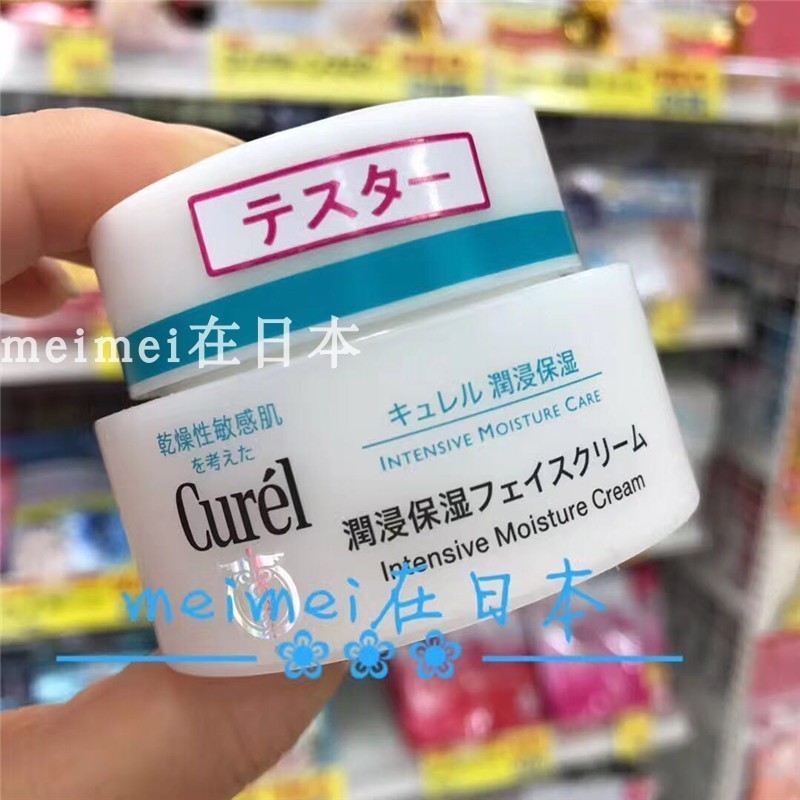 テスター
meimei在日本
乾燥性敏感肌
を考えた
Curél
キュレル 潤浸保湿
INTENSIVE MOISTURE CARE
潤浸保湿フェイスクリーム
Intensive Moisture Cream
meimei在日本